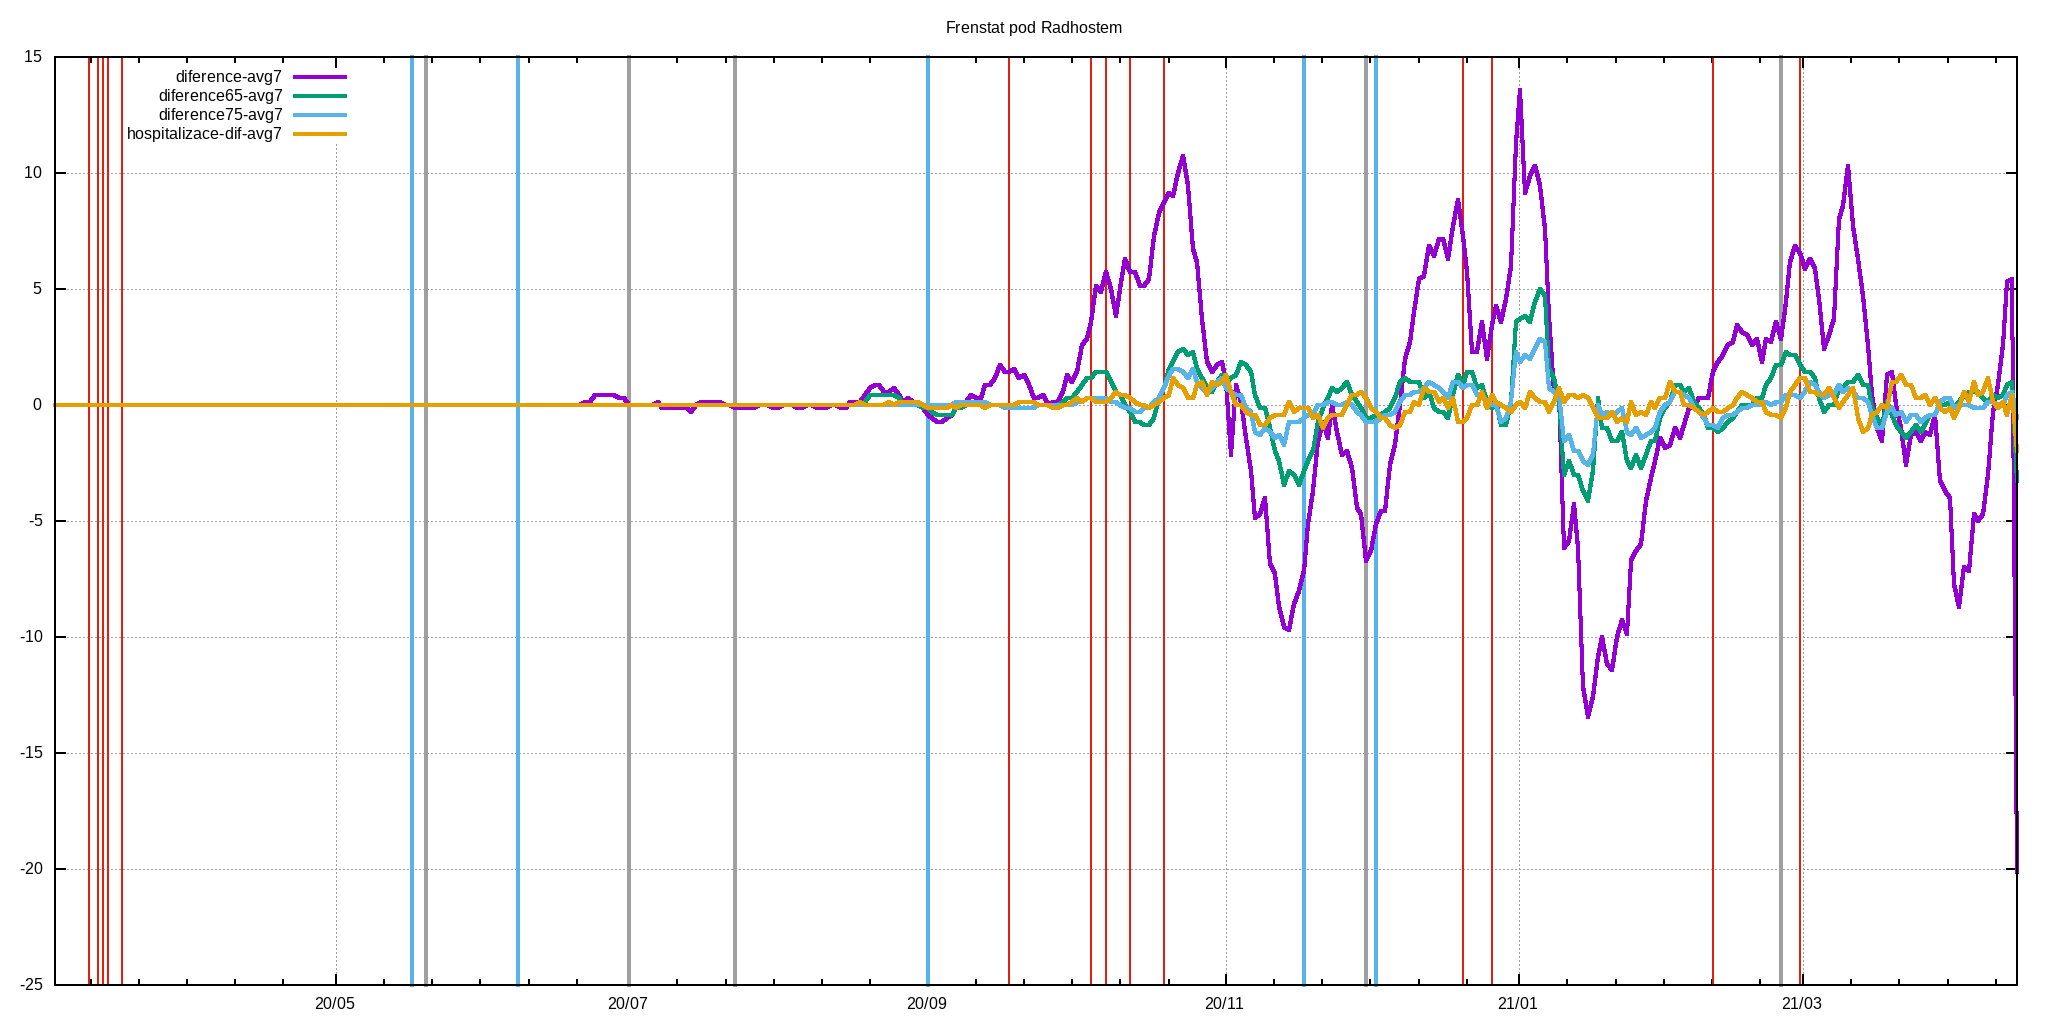 Frenstat pod Radhostem
diference-avg7
diference65-avg7
diference75-avg7
hospitalizace-dif-avg7
15
10
5
0
-5
-10
-15
-20
-25
20/05 20/07 20/09 20/11 21/01 21/03